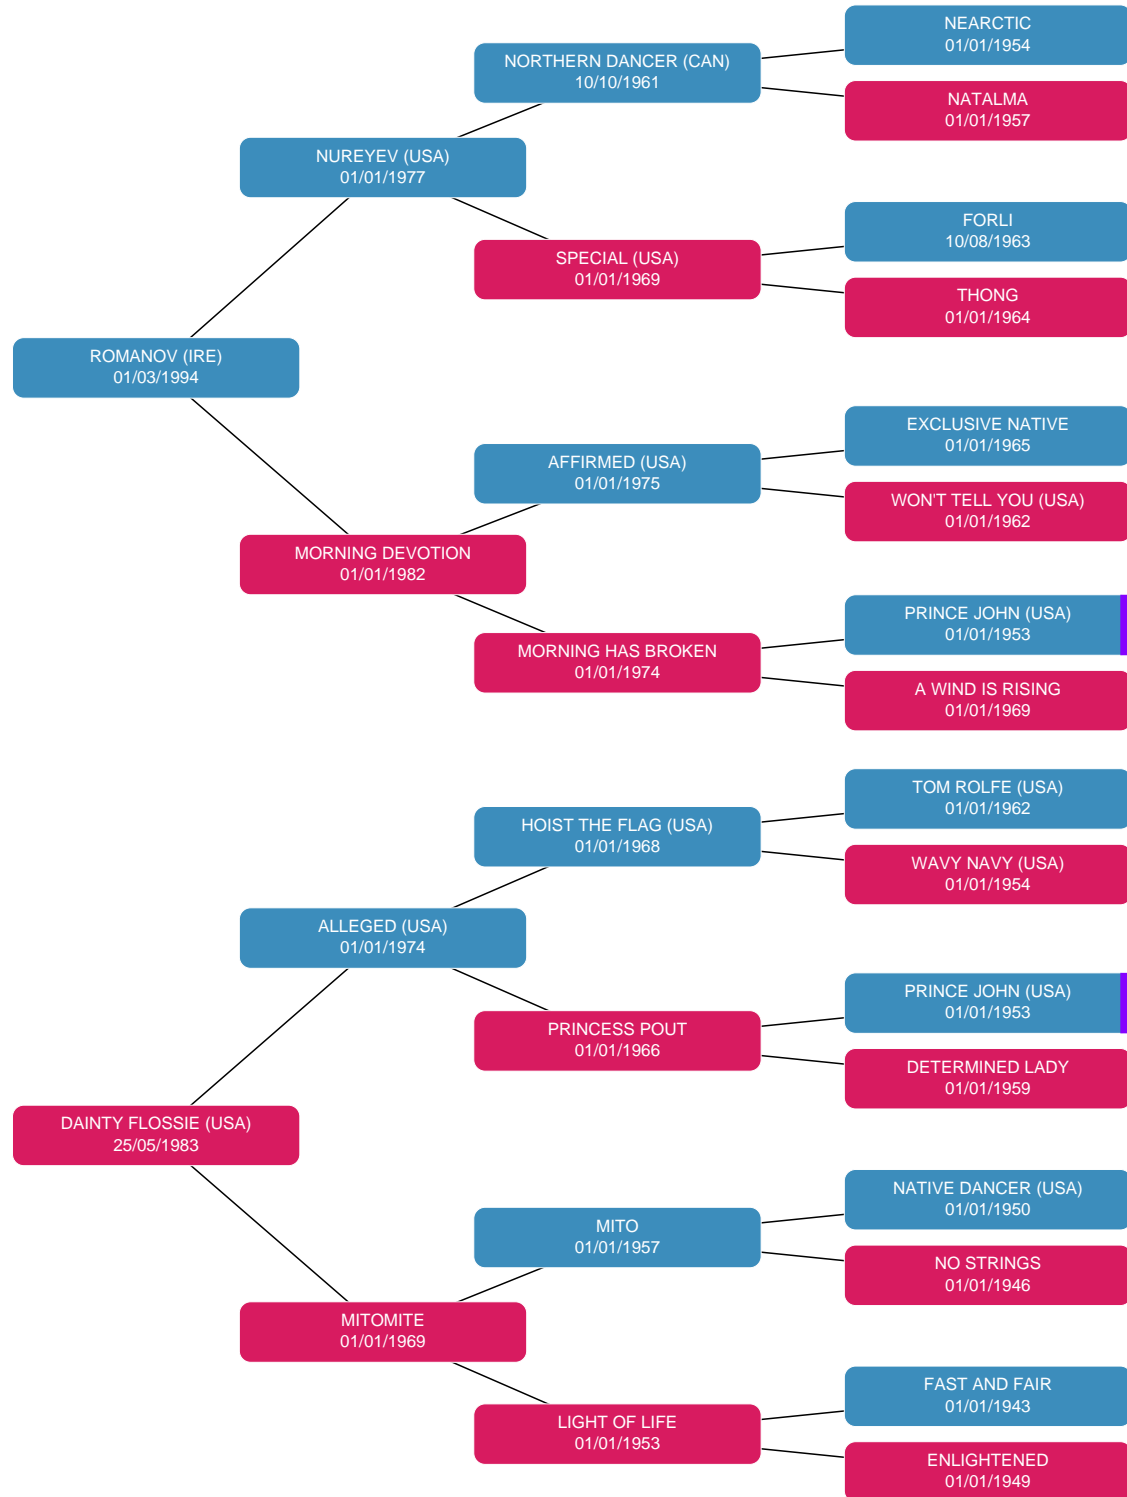 NEARCTIC
01/01/1954
NORTHERN DANCER (CAN)
10/10/1961
NATALMA
01/01/1957
NUREYEV (USA)
01/01/1977
FORLI
10/08/1963
SPECIAL (USA)
01/01/1969
THONG
01/01/1964
ROMANOV (IRE)
01/03/1994
EXCLUSIVE NATIVE
01/01/1965
AFFIRMED (USA)
01/01/1975
WON'T TELL YOU (USA)
01/01/1962
MORNING DEVOTION
01/01/1982
PRINCE JOHN (USA)
01/01/1953
MORNING HAS BROKEN
01/01/1974
A WIND IS RISING
01/01/1969
TOM ROLFE (USA)
01/01/1962
HOIST THE FLAG (USA)
01/01/1968
WAVY NAVY (USA)
01/01/1954
ALLEGED (USA)
01/01/1974
PRINCE JOHN (USA)
01/01/1953
PRINCESS POUT
01/01/1966
DETERMINED LADY
01/01/1959
DAINTY FLOSSIE (USA)
25/05/1983
NATIVE DANCER (USA)
01/01/1950
MITO
01/01/1957
NO STRINGS
01/01/1946
MITOMITE
01/01/1969
FAST AND FAIR
01/01/1943
LIGHT OF LIFE
01/01/1953
ENLIGHTENED
01/01/1949